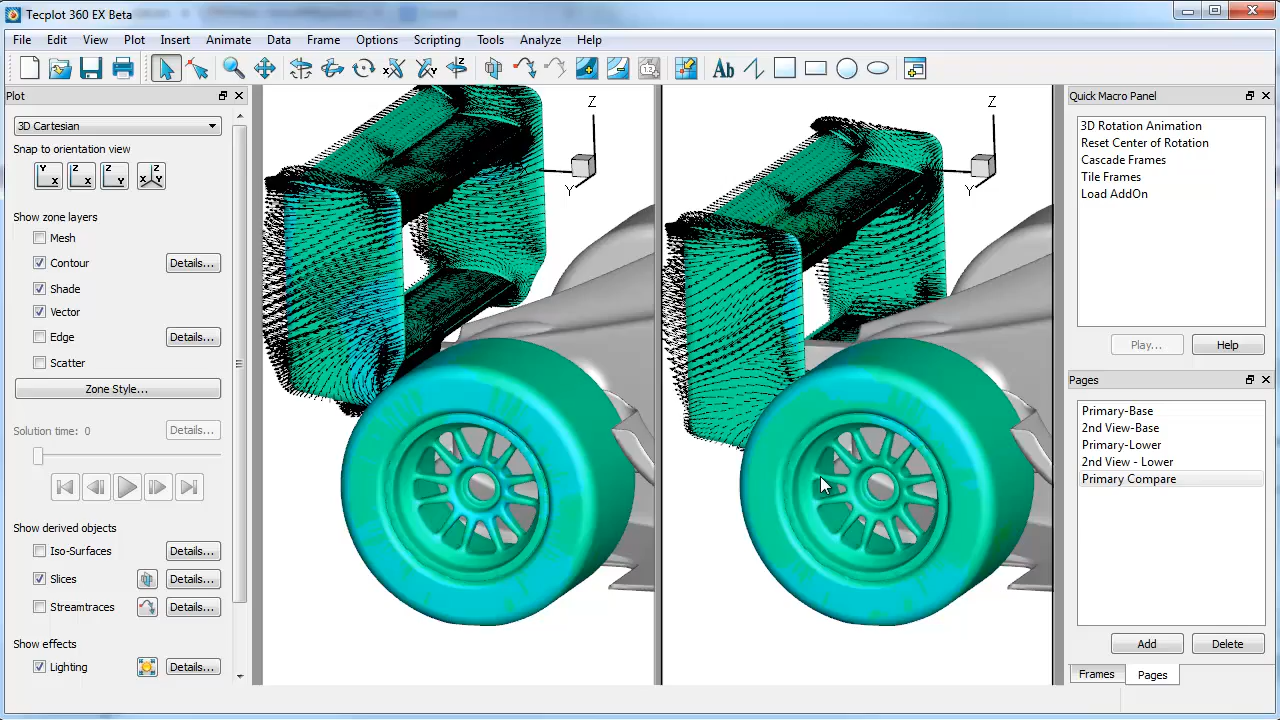 Tecplot 360 EX Beta
File Edit View Plot Insert Animate Data Frame Options Scripting Tools Analyze Help
Ab
Plot
3D Cartesian
Snap to orientation view
Y X Z X Z Y Z X Y
Show zone layers
Mesh
Contour Details...
Shade
Vector
Edge Details...
Scatter
Zone Style...
Solution time: 0 Details...
Show derived objects
Iso-Surfaces Details...
Slices Details...
Streamtraces Details...
Show effects
Lighting Details...
Z
Y
Z
Y
Quick Macro Panel
3D Rotation Animation
Reset Center of Rotation
Cascade Frames
Tile Frames
Load AddOn
Play... Help
Pages
Primary-Base
2nd View-Base
Primary-Lower
2nd View - Lower
Primary Compare
Add Delete
Frames Pages